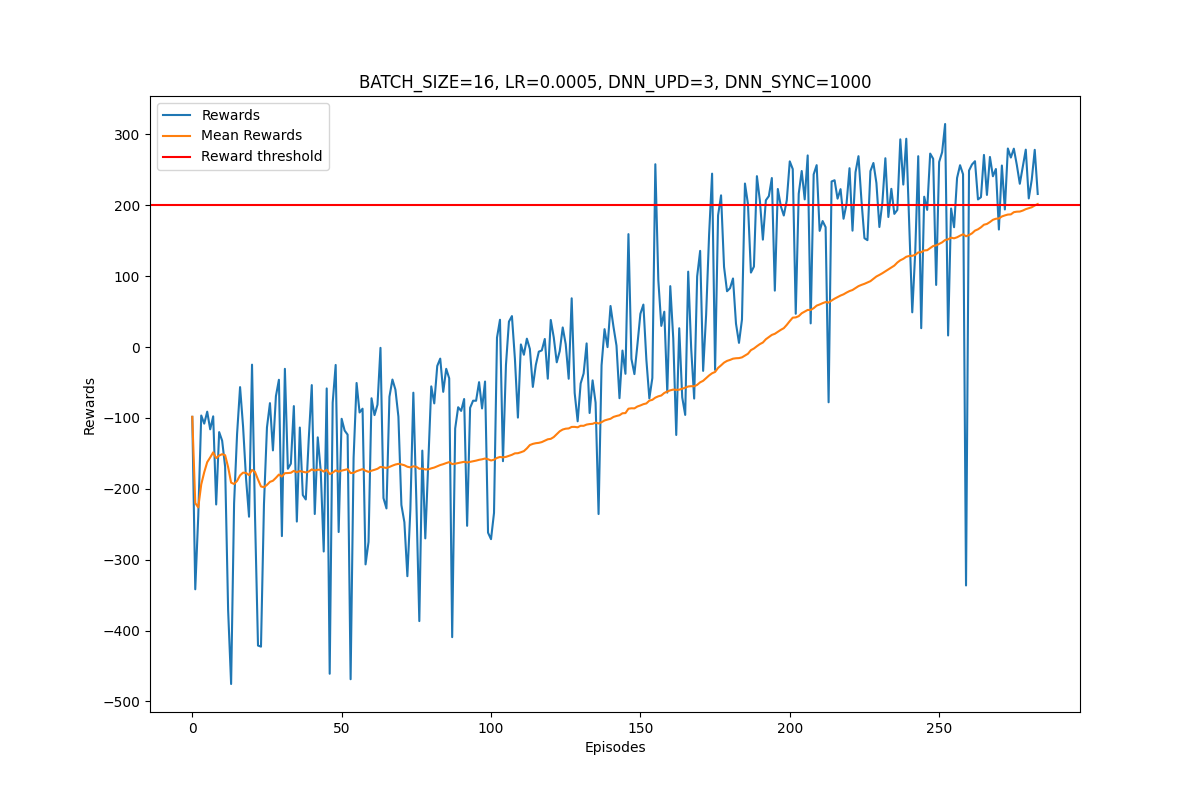 BATCH_SIZE=16, LR=0.0005, DNN_UPD=3, DNN_SYNC=1000
Rewards
Mean Rewards
Reward threshold
300
200
100
0
−100
−200
−300
−400
−500
Rewards
0 50 100 150 200 250
Episodes